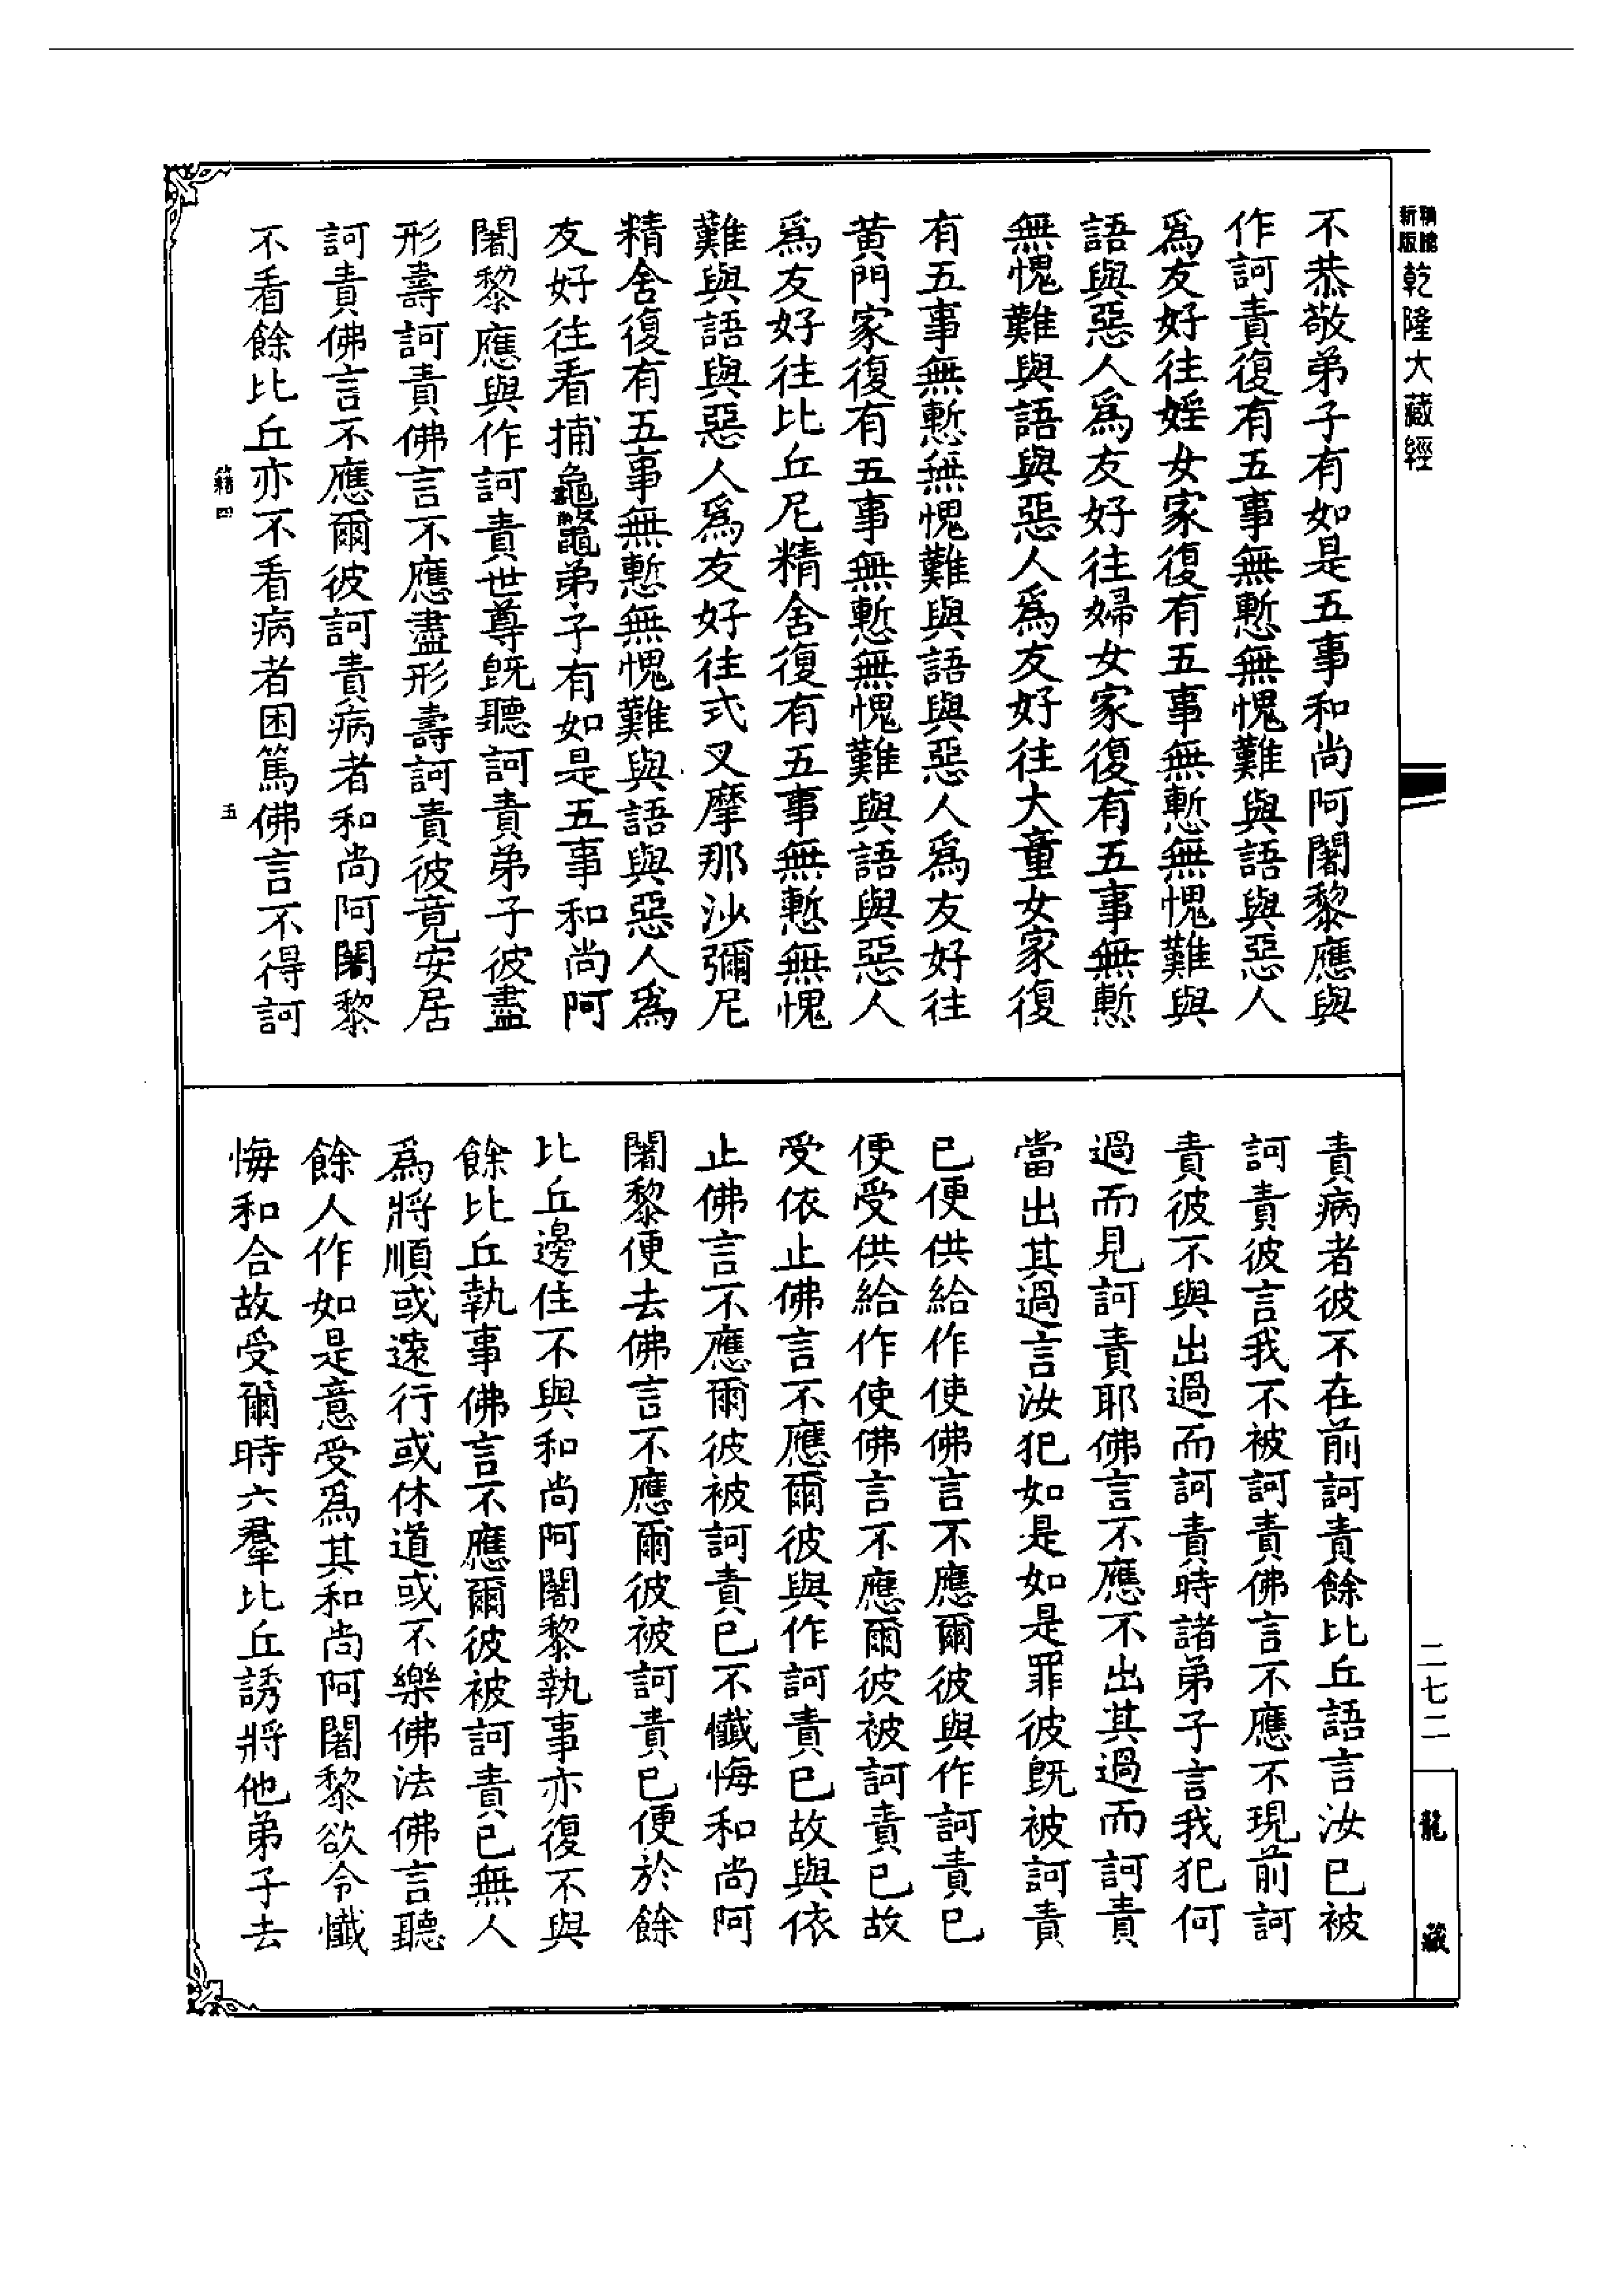 精縮
新版
乾隆大藏經
不恭敬弟子有如是五事和尚阿闍黎應與
作訶責復有五事無慙無愧難與語與惡人
爲友好往婬女家復有五事無慙無愧難與
語與惡人爲友好往婦女家復有五事無慙
無愧難與語與惡人爲友好往大童女家復
有五事無慙無愧難與語與惡人爲友好往
黄門家復有五事無慙無愧難與語與惡人
爲友好往比丘尼精舍復有五事無慙無愧
難與語與惡人爲友好往式叉摩那沙彌尼
精舍復有五事無慙無愧難與語與惡人爲
友好往看捕龜鼈弟子有如是五事和尚阿
闍黎應與作訶責世尊旣聽訶責弟子彼盡
形壽訶責佛言不應盡形壽訶責彼竟安居
訶責佛言不應爾彼訶責病者和尚阿闍黎
不看餘比丘亦不看病者困篤佛言不得訶
籍四
五
責病者彼不在前訶責餘比丘語言汝已被
訶責彼言我不被訶責佛言不應不現前訶
責彼不與出過而訶責時諸弟子言我犯何
過而見訶責耶佛言不應不出其過而訶責
當出其過言汝犯如是如是罪彼旣被訶責
已便供給作使佛言不應爾彼與作訶責已
便受供給作使佛言不應爾彼被訶責已故
受依止佛言不應爾彼與作訶責已故與依
止佛言不應爾彼被訶責已不懺悔和尚阿
闍黎便去佛言不應爾彼被訶責已便於餘
比丘邊住不與和尚阿闍黎執事亦復不與
餘比丘執事佛言不應爾彼被訶責已無人
爲將順或遠行或休道或不樂佛法佛言聽
餘人作如是意受爲其和尚阿闍黎欲令懺
悔和合故受爾時六羣比丘誘將他弟子去
二七二
龍藏